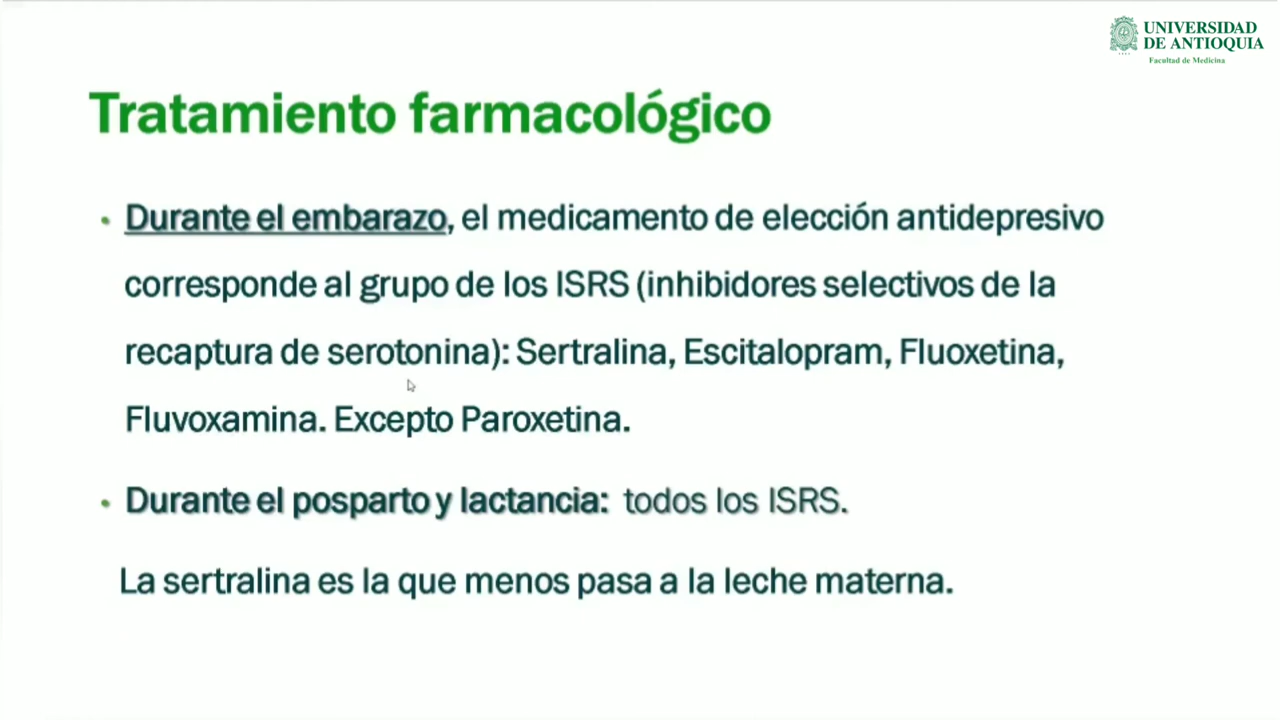 UNIVERSIDAD
DE ANTIOQUIA
Facultad de Medicina
Tratamiento farmacológico
• Durante el embarazo, el medicamento de elección antidepresivo
corresponde al grupo de los ISRS (inhibidores selectivos de la
recaptura de serotonina): Sertralina, Escitalopram, Fluoxetina,
Fluvoxamina. Excepto Paroxetina.
• Durante el posparto y lactancia: todos los ISRS.
La sertralina es la que menos pasa a la leche materna.